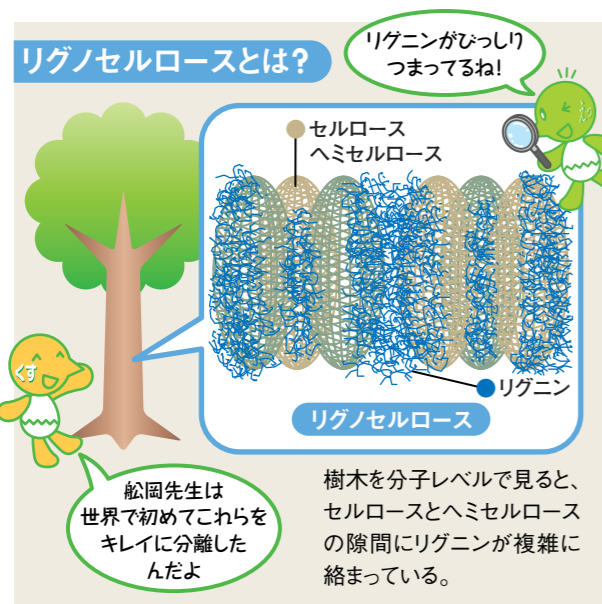 リグノセルロースとは?
リグニンがびっしり
つまってるね!
セルロース
ヘミセルロース
リグニン
リグノセルロース
くす
舩岡先生は
世界で初めてこれらを
キレイに分離した
んだよ
樹木を分子レベルで見ると、
セルロースとヘミセルロース
の隙間にリグニンが複雑に
絡まっている。